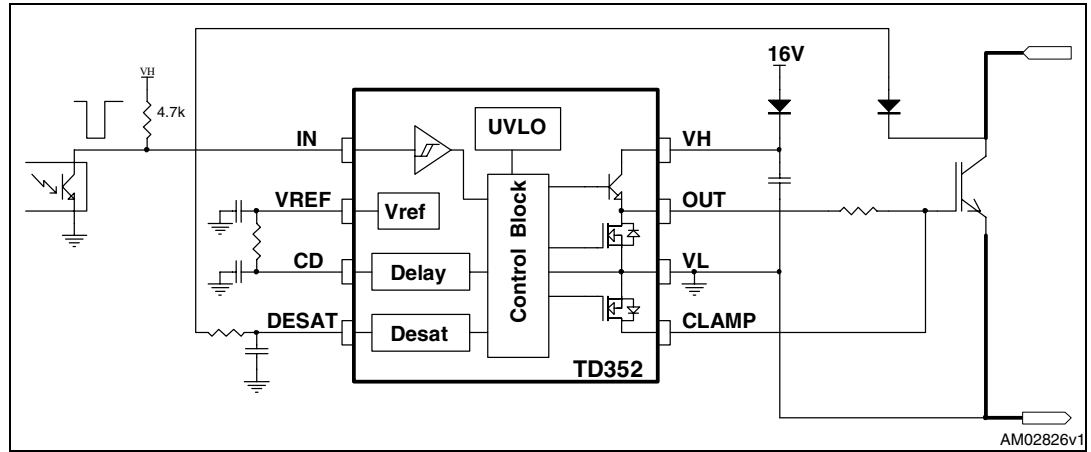 16V
VH
4.7k
IN
UVLO
VH
VREF
Vref
Control Block
OUT
CD
Delay
VL
DESAT
Desat
CLAMP
TD352
AM02826v1